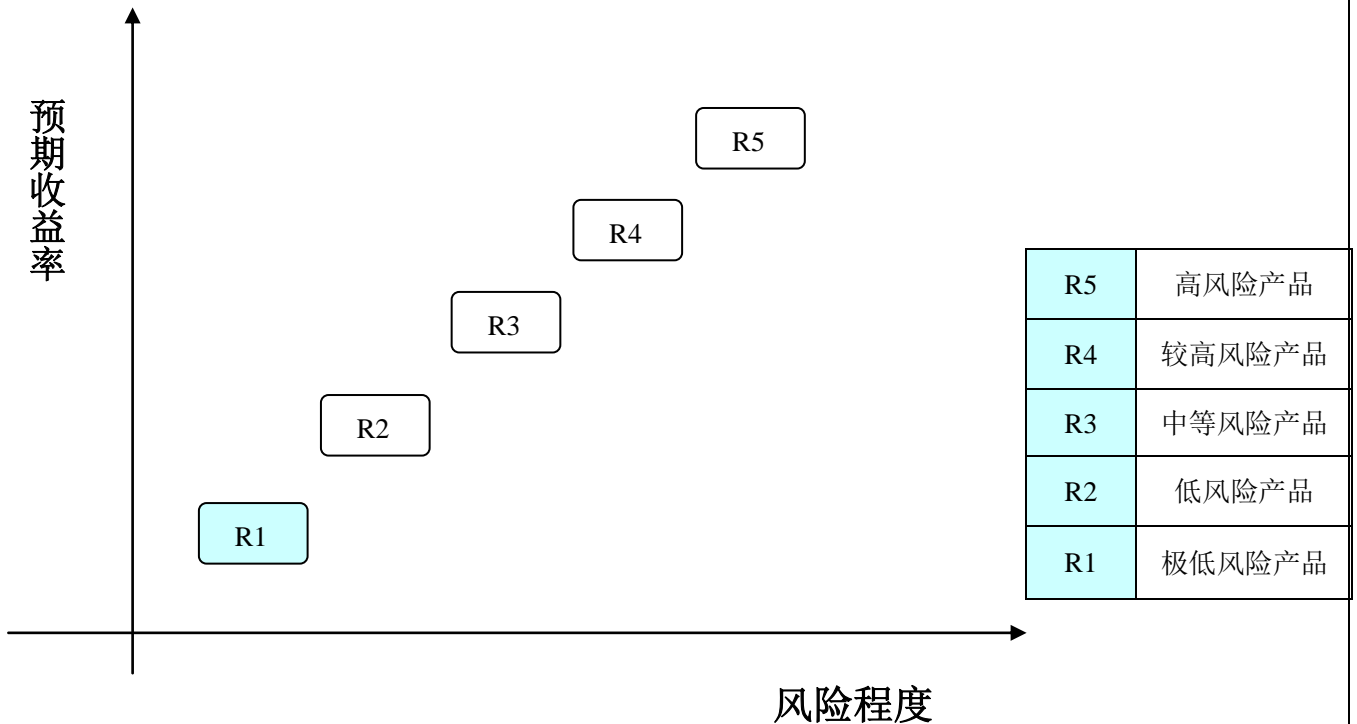 预期收益率
R5
R4
R3
R2
R1
风险程度
R5 高风险产品
R4 较高风险产品
R3 中等风险产品
R2 低风险产品
R1 极低风险产品